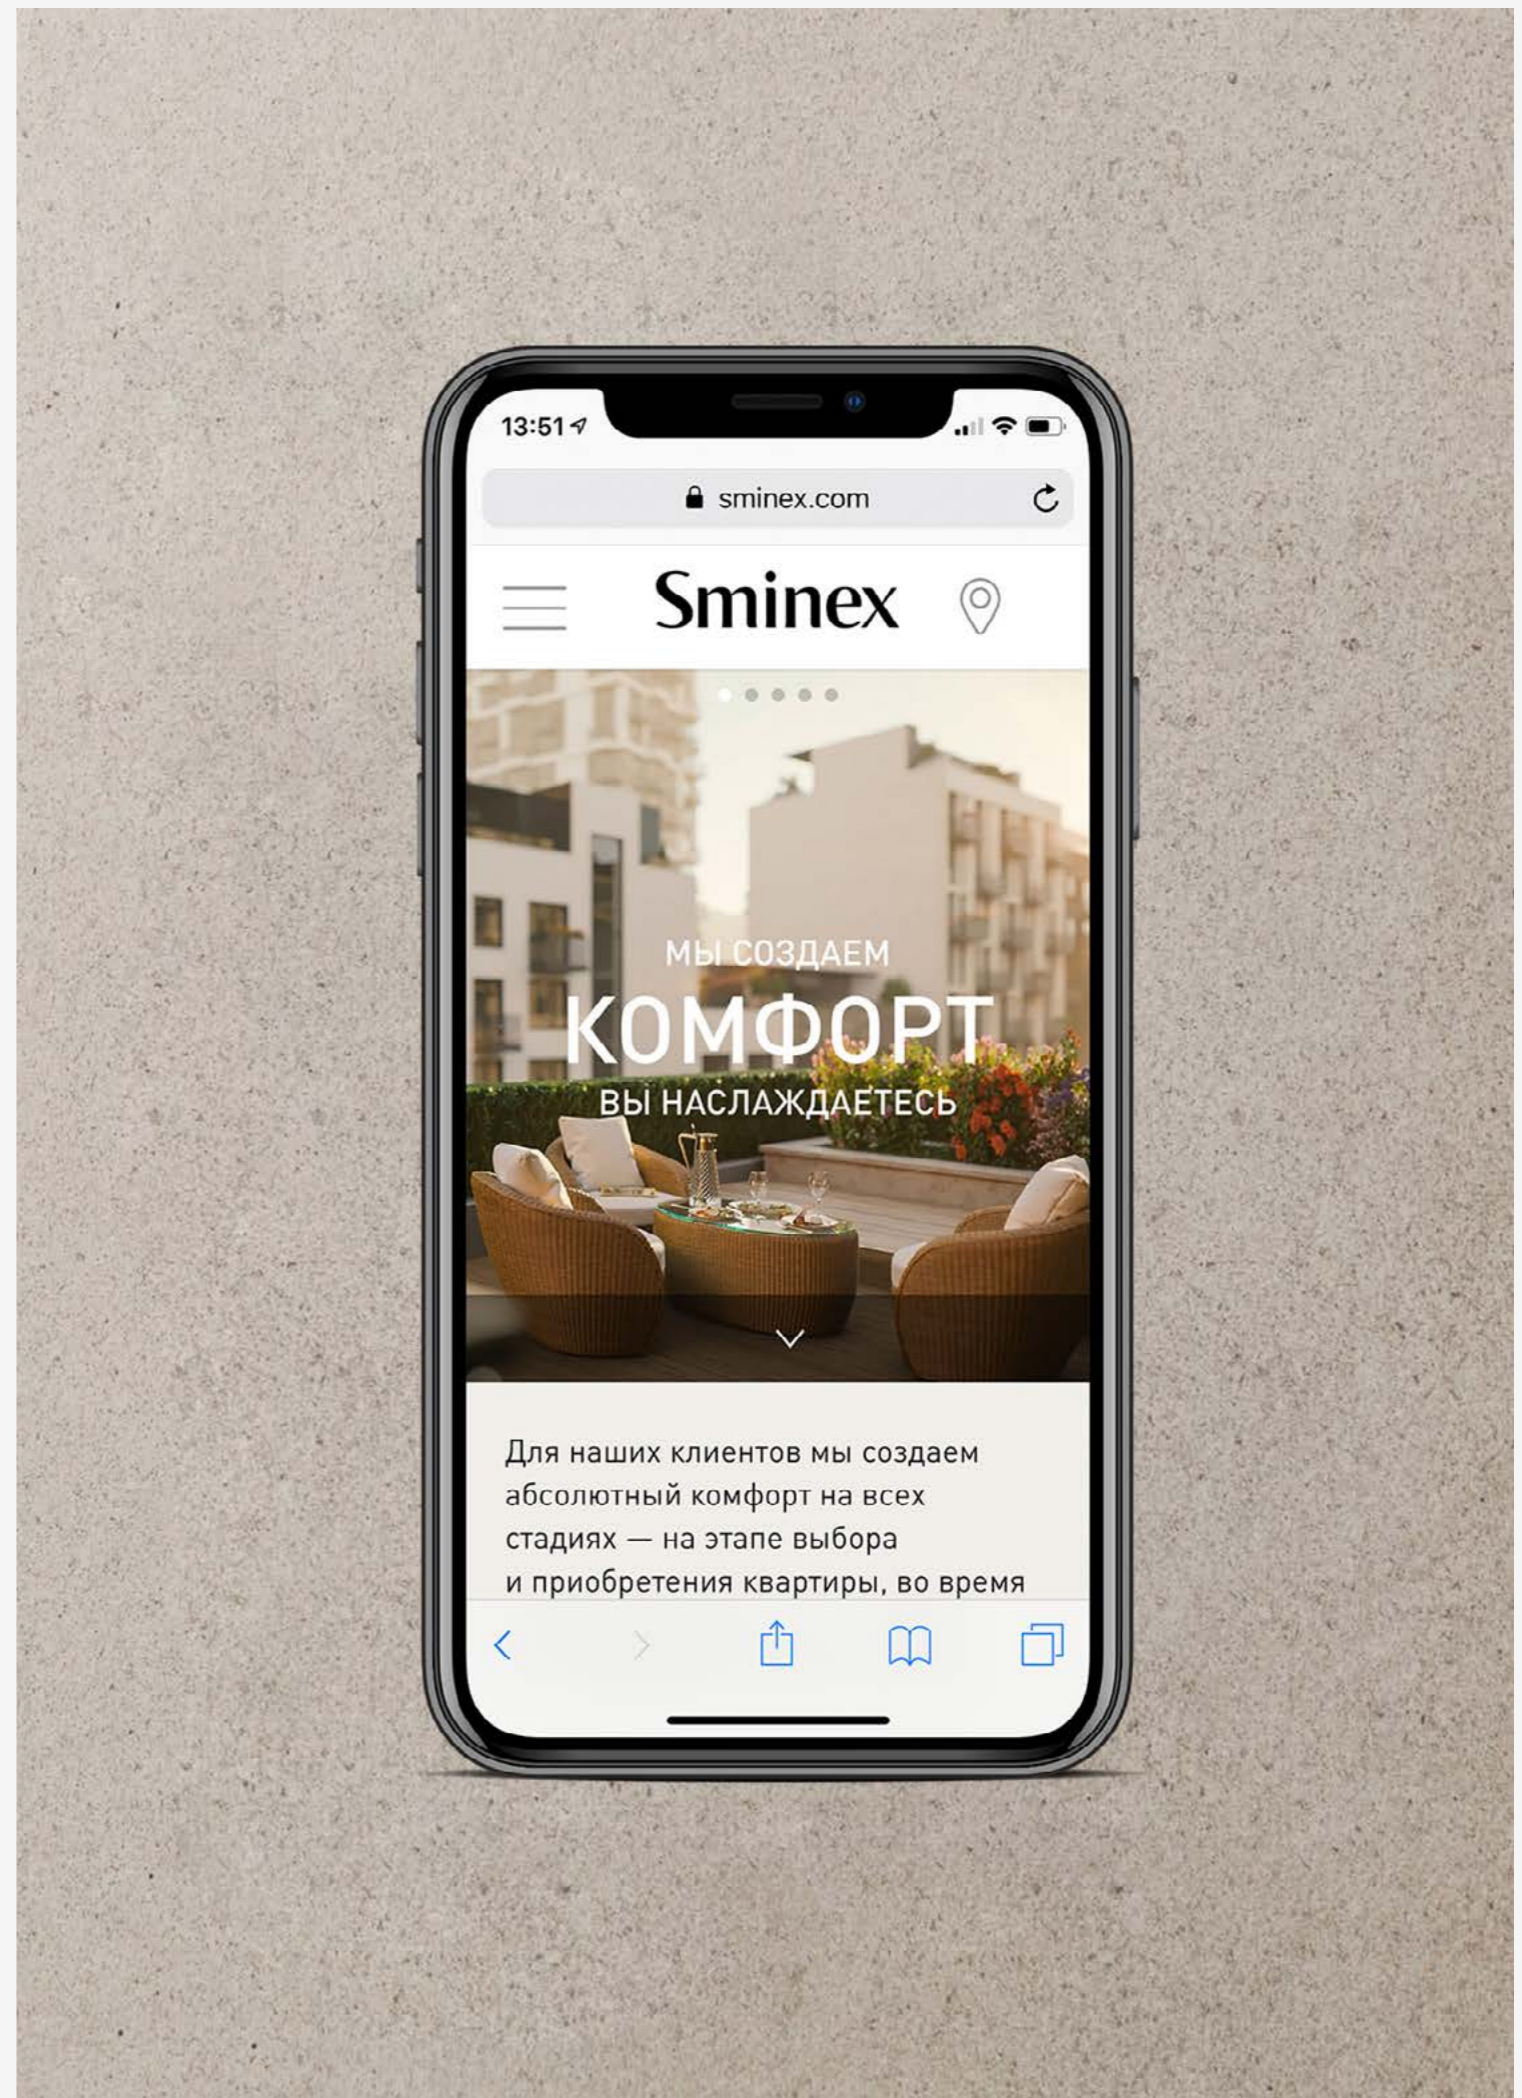 13:51
sminex.com
Sminex
МЫ СОЗДАЕМ
КОМФОРТ
ВЫ НАСЛАЖДАЕТЕСЬ
Для наших клиентов мы создаем
абсолютный комфорт на всех
стадиях — на этапе выбора
и приобретения квартиры, во время